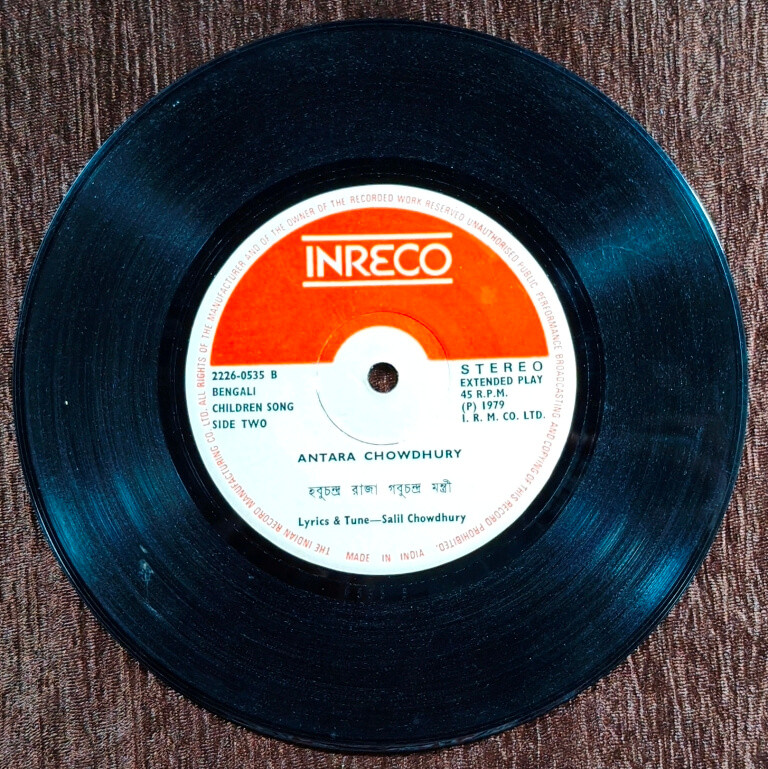 INRECO
2226-0535 B
BENGALI
CHILDREN SONG
SIDE TWO
STEREO
EXTENDED PLAY
45 R.P.M.
(P) 1979
I. R. M. CO. LTD.
ANTARA CHOWDHURY
হবুচন্দ্র রাজা গবুচন্দ্র মন্ত্রী
Lyrics & Tune—Salil Chowdhury
THE INDIAN RECORD MANUFACTURING CO. LTD. ALL RIGHTS OF THE MANUFACTURER AND OF THE OWNER OF THE RECORDED WORK RESERVED UNAUTHORISED PUBLIC PERFORMANCE BROADCASTING AND COPYING OF THIS RECORD PROHIBITED.
MADE IN INDIA